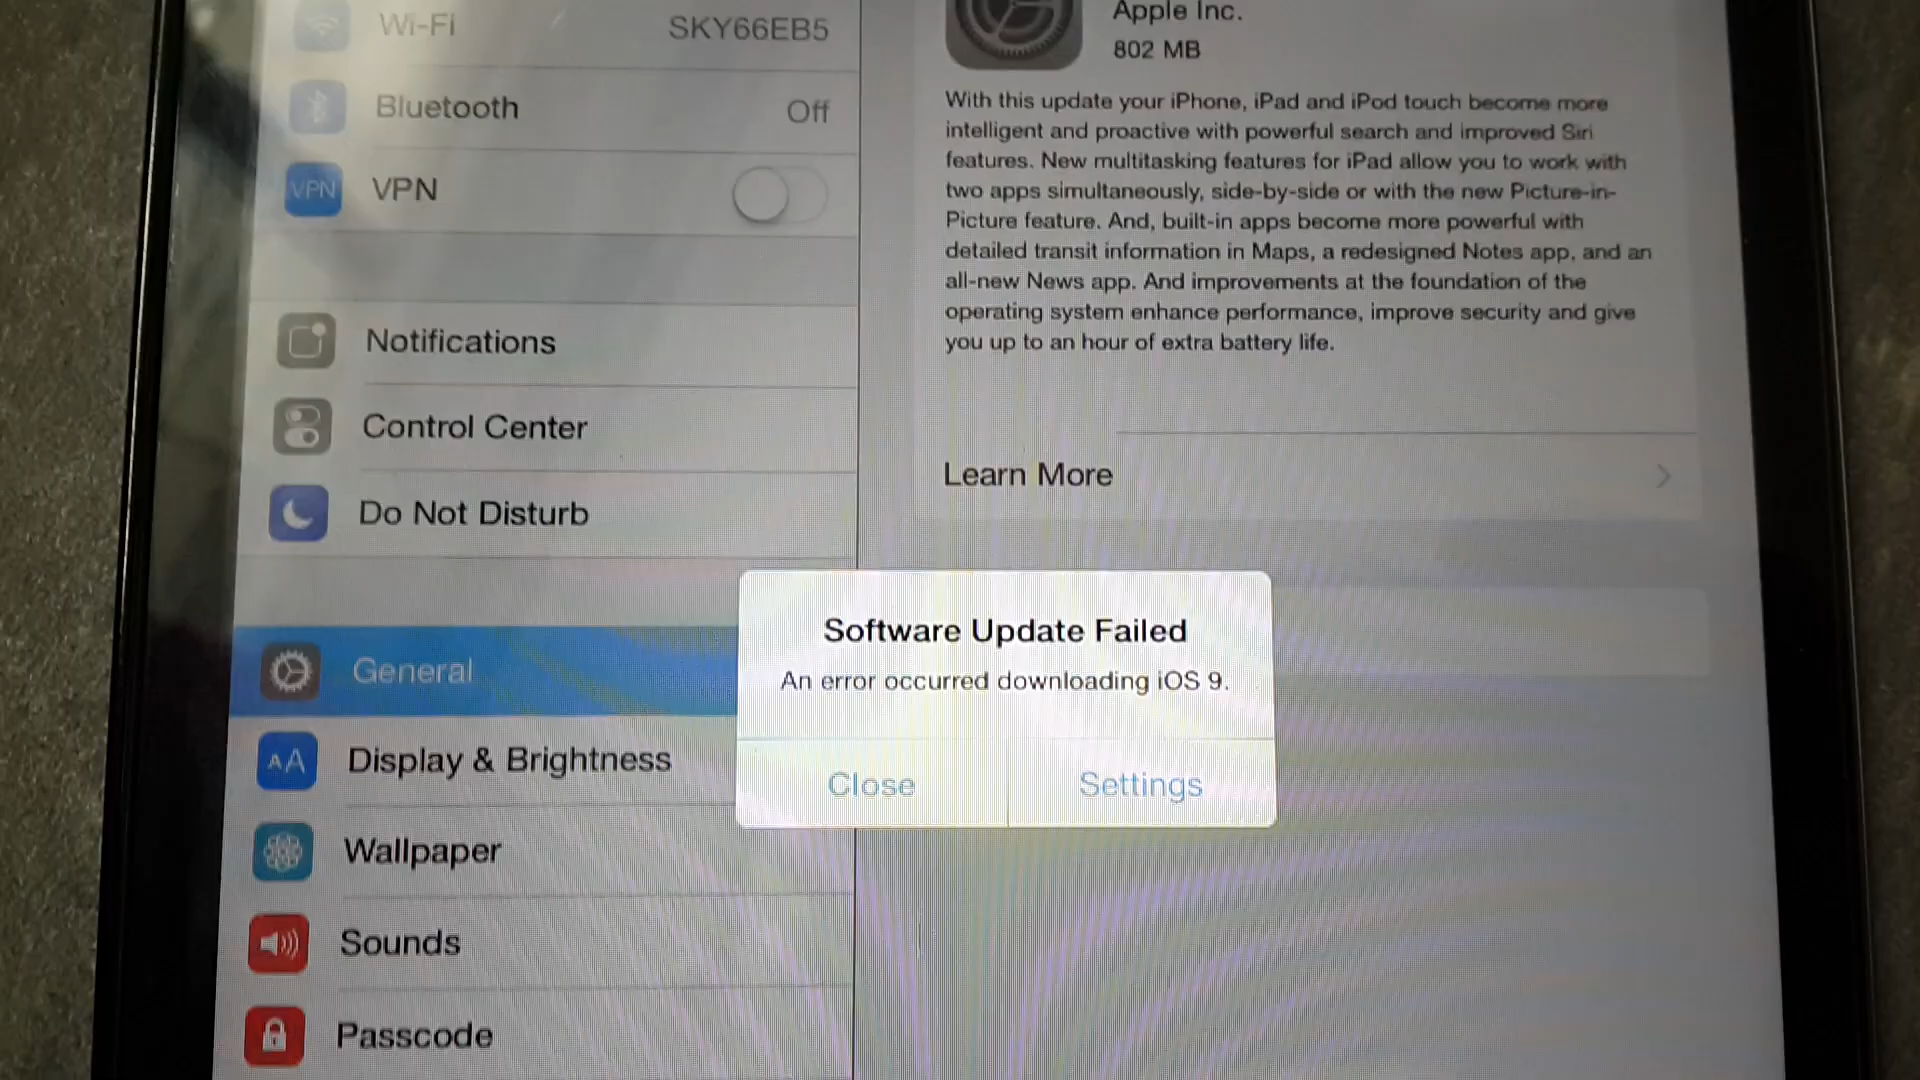 Wi-Fi
SKY66EB5
Bluetooth
Off
VPN
VPN
Notifications
Control Center
Do Not Disturb
General
AA
Display & Brightness
Wallpaper
Sounds
Passcode
Apple Inc.
802 MB
With this update your iPhone, iPad and iPod touch become more
intelligent and proactive with powerful search and improved Siri
features. New multitasking features for iPad allow you to work with
two apps simultaneously, side-by-side or with the new Picture-in-
Picture feature. And, built-in apps become more powerful with
detailed transit information in Maps, a redesigned Notes app, and an
all-new News app. And improvements at the foundation of the
operating system enhance performance, improve security and give
you up to an hour of extra battery life.
Learn More
Software Update Failed
An error occurred downloading iOS 9.
Close
Settings